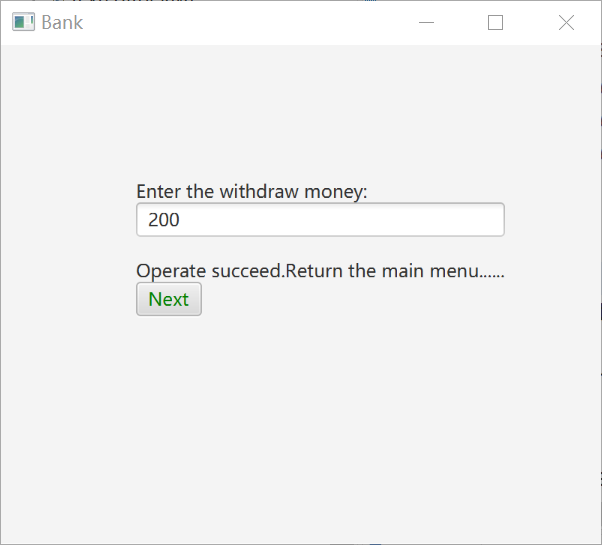 Bank
Enter the withdraw money:
200
Operate succeed.Return the main menu......
Next